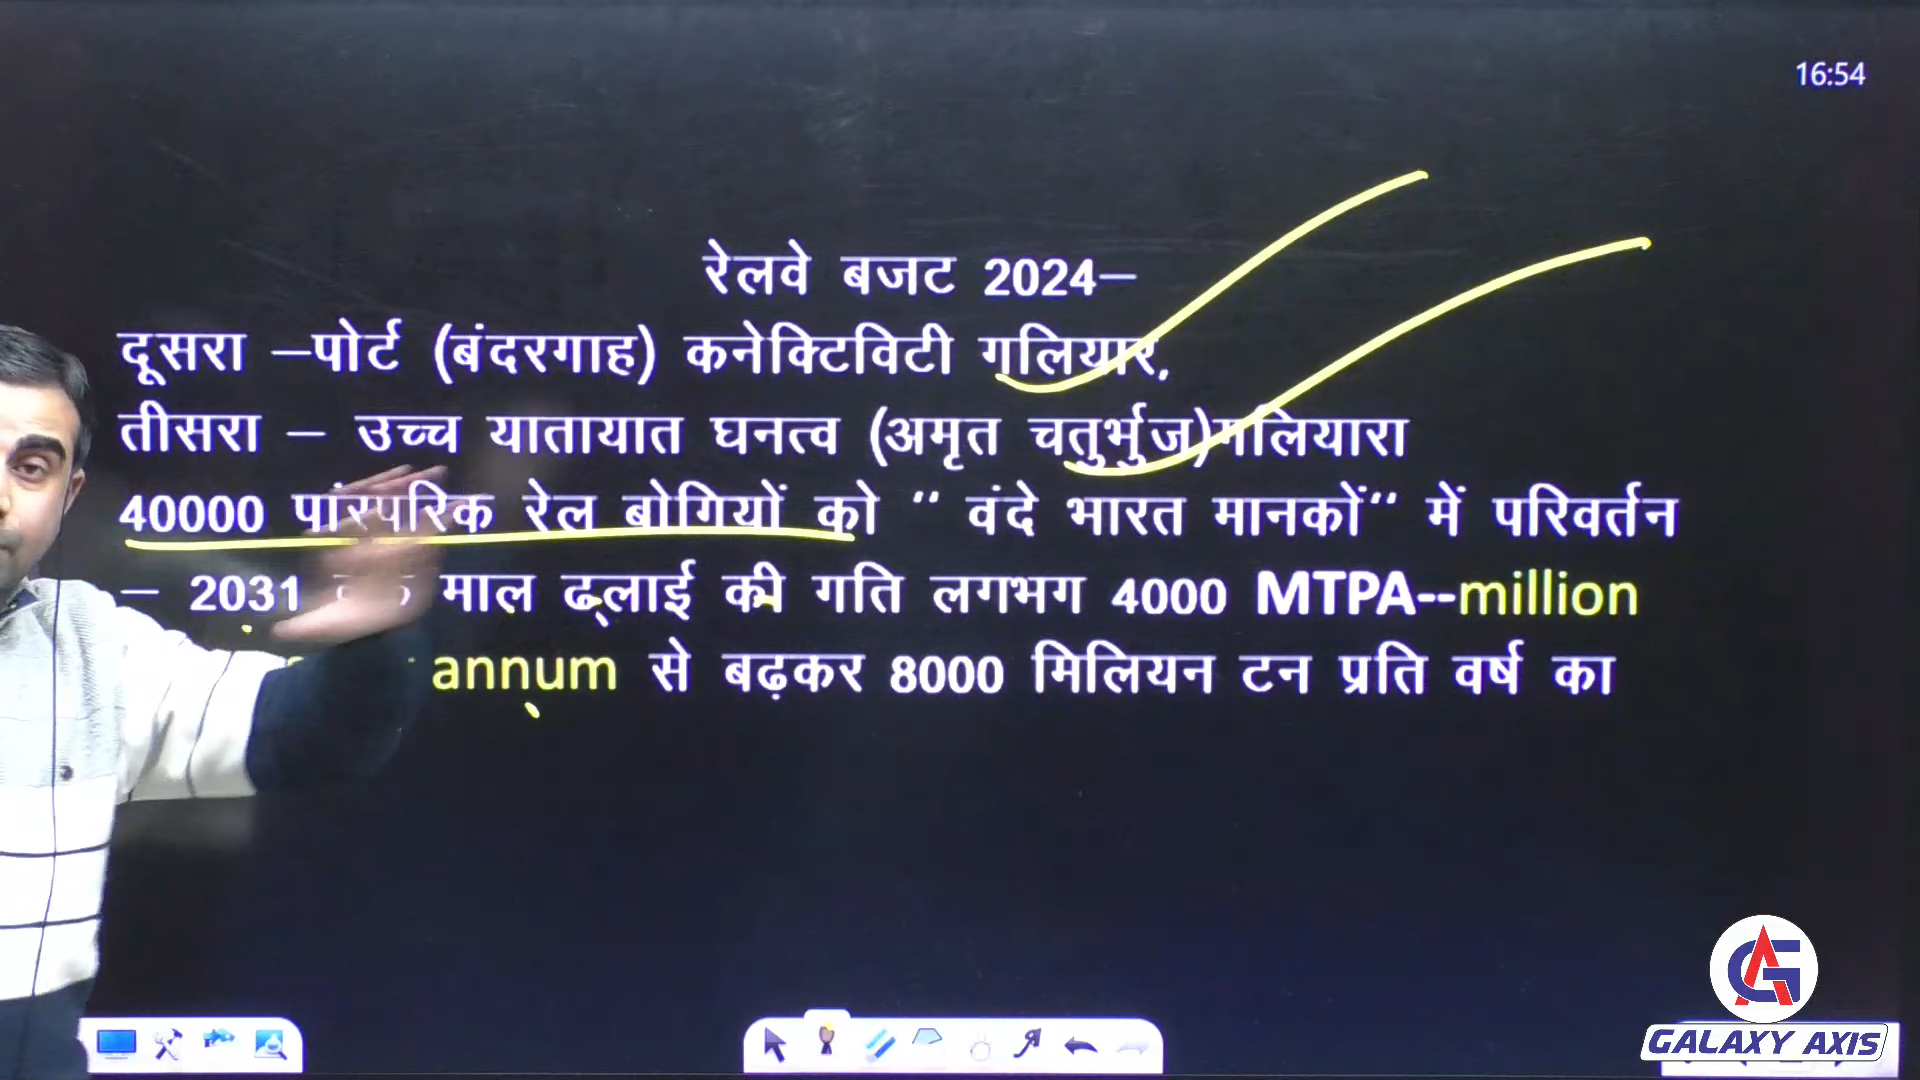 16:54
रेलवे बजट 2024–
दूसरा –पोर्ट (बंदरगाह) कनेक्टिविटी गलियार,
तीसरा – उच्च यातायात घनत्व (अमृत चतुर्भुज)गलियारा
40000 पांरपरिक रेल बोगियों को “ वंदे भारत मानकों“ में परिवर्तन
– 2031 माल ढ्लाई की गति लगभग 4000 MTPA--million
annum से बढ़कर 8000 मिलियन टन प्रति वर्ष का
GALAXY AXIS